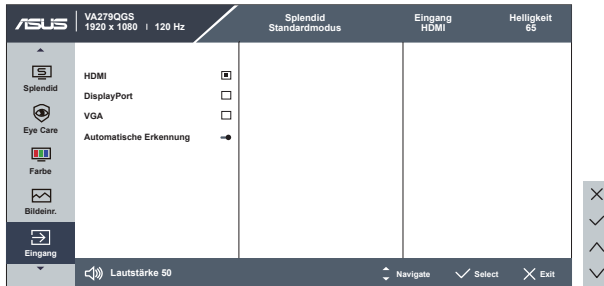 ASUS
VA279QGS
1920 x 1080 | 120 Hz
Splendid
Standardmodus
Eingang
HDMI
Helligkeit
65
Splendid
Eye Care
Farbe
Bildeinr.
Eingang
HDMI
DisplayPort
VGA
Automatische Erkennung
Lautstärke 50
Navigate
Select
Exit